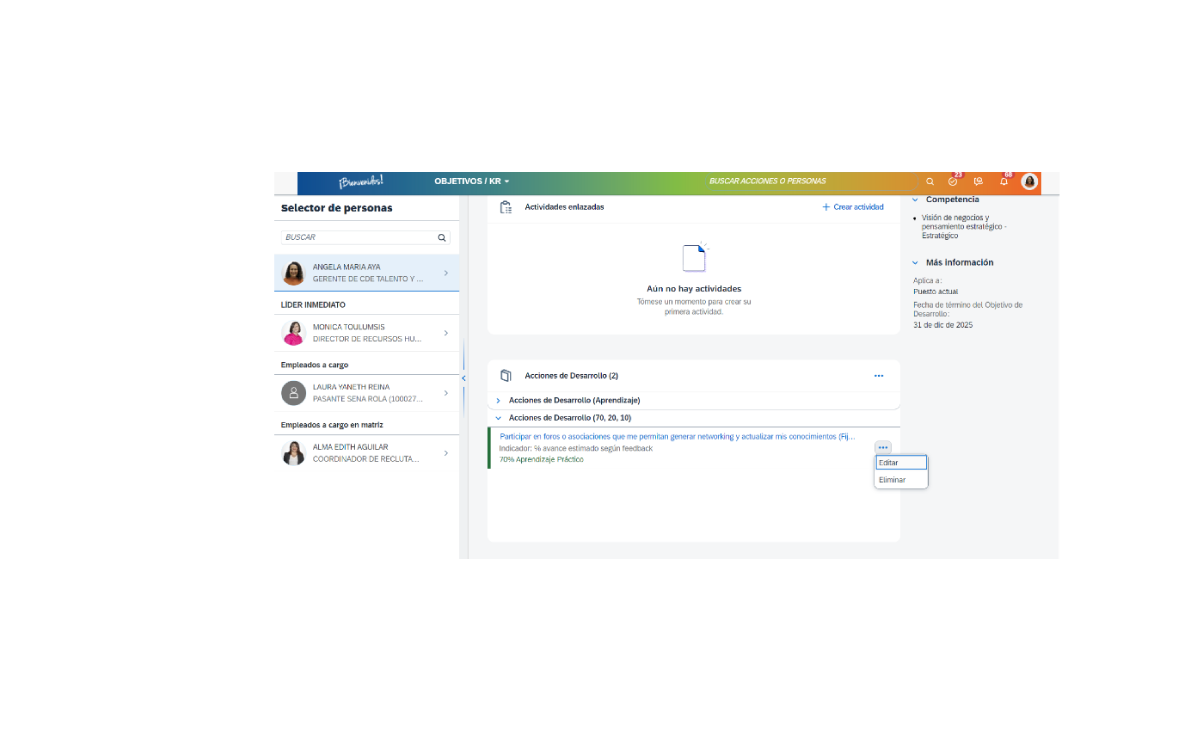 ¡Bienvenid@s!
OBJETIVOS / KR
BUSCAR ACCIONES O PERSONAS
23
68
Selector de personas
BUSCAR
ANGELA MARIA AYA
GERENTE DE CDE TALENTO Y ...
LÍDER INMEDIATO
MONICA TOULUMSIS
DIRECTOR DE RECURSOS HU...
Empleados a cargo
LAURA YANETH REINA
PASANTE SENA ROLA (100027...
Empleados a cargo en matriz
ALMA EDITH AGUILAR
COORDINADOR DE RECLUTA...
Actividades enlazadas
Crear actividad
Aún no hay actividades
Tómese un momento para crear su
primera actividad.
Acciones de Desarrollo (2)
Acciones de Desarrollo (Aprendizaje)
Acciones de Desarrollo (70, 20, 10)
Participar en foros o asociaciones que me permitan generar networking y actualizar mis conocimientos (Fij...
Indicador: % avance estimado según feedback
70% Aprendizaje Práctico
Editar
Eliminar
Competencia
Visión de negocios y
pensamiento estratégico -
Estratégico
Más información
Aplica a:
Puesto actual
Fecha de término del Objetivo de
Desarrollo:
31 de dic de 2025